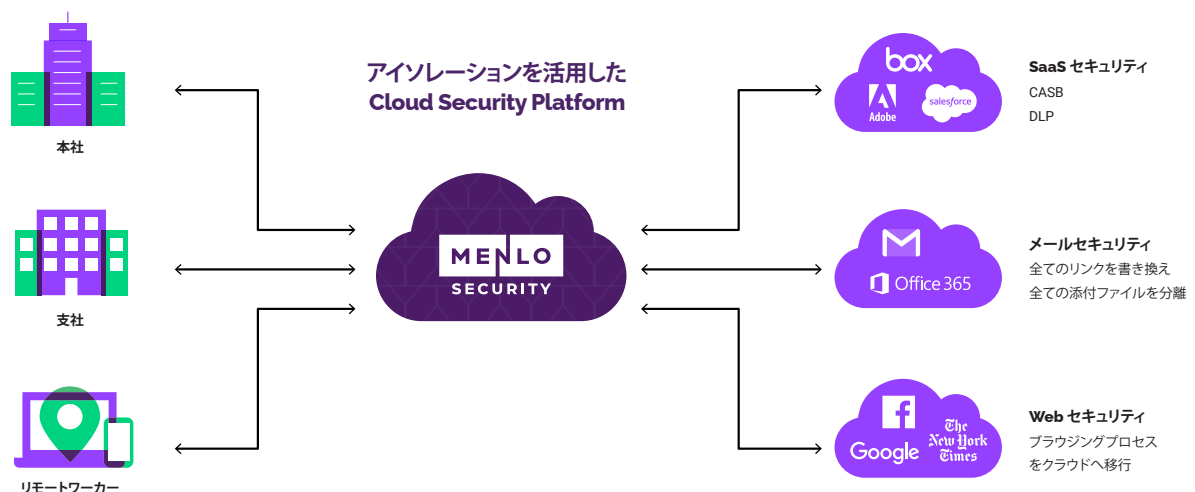 アイソレーションを活用した
Cloud Security Platform
本社
支社
リモートワーカー
MENLO
SECURITY
box
Adobe
salesforce
SaaS セキュリティ
CASB
DLP
Office 365
メールセキュリティ
全てのリンクを書き換え
全ての添付ファイルを分離
Google
The
New York
Times
Web セキュリティ
ブラウジングプロセス
をクラウドへ移行